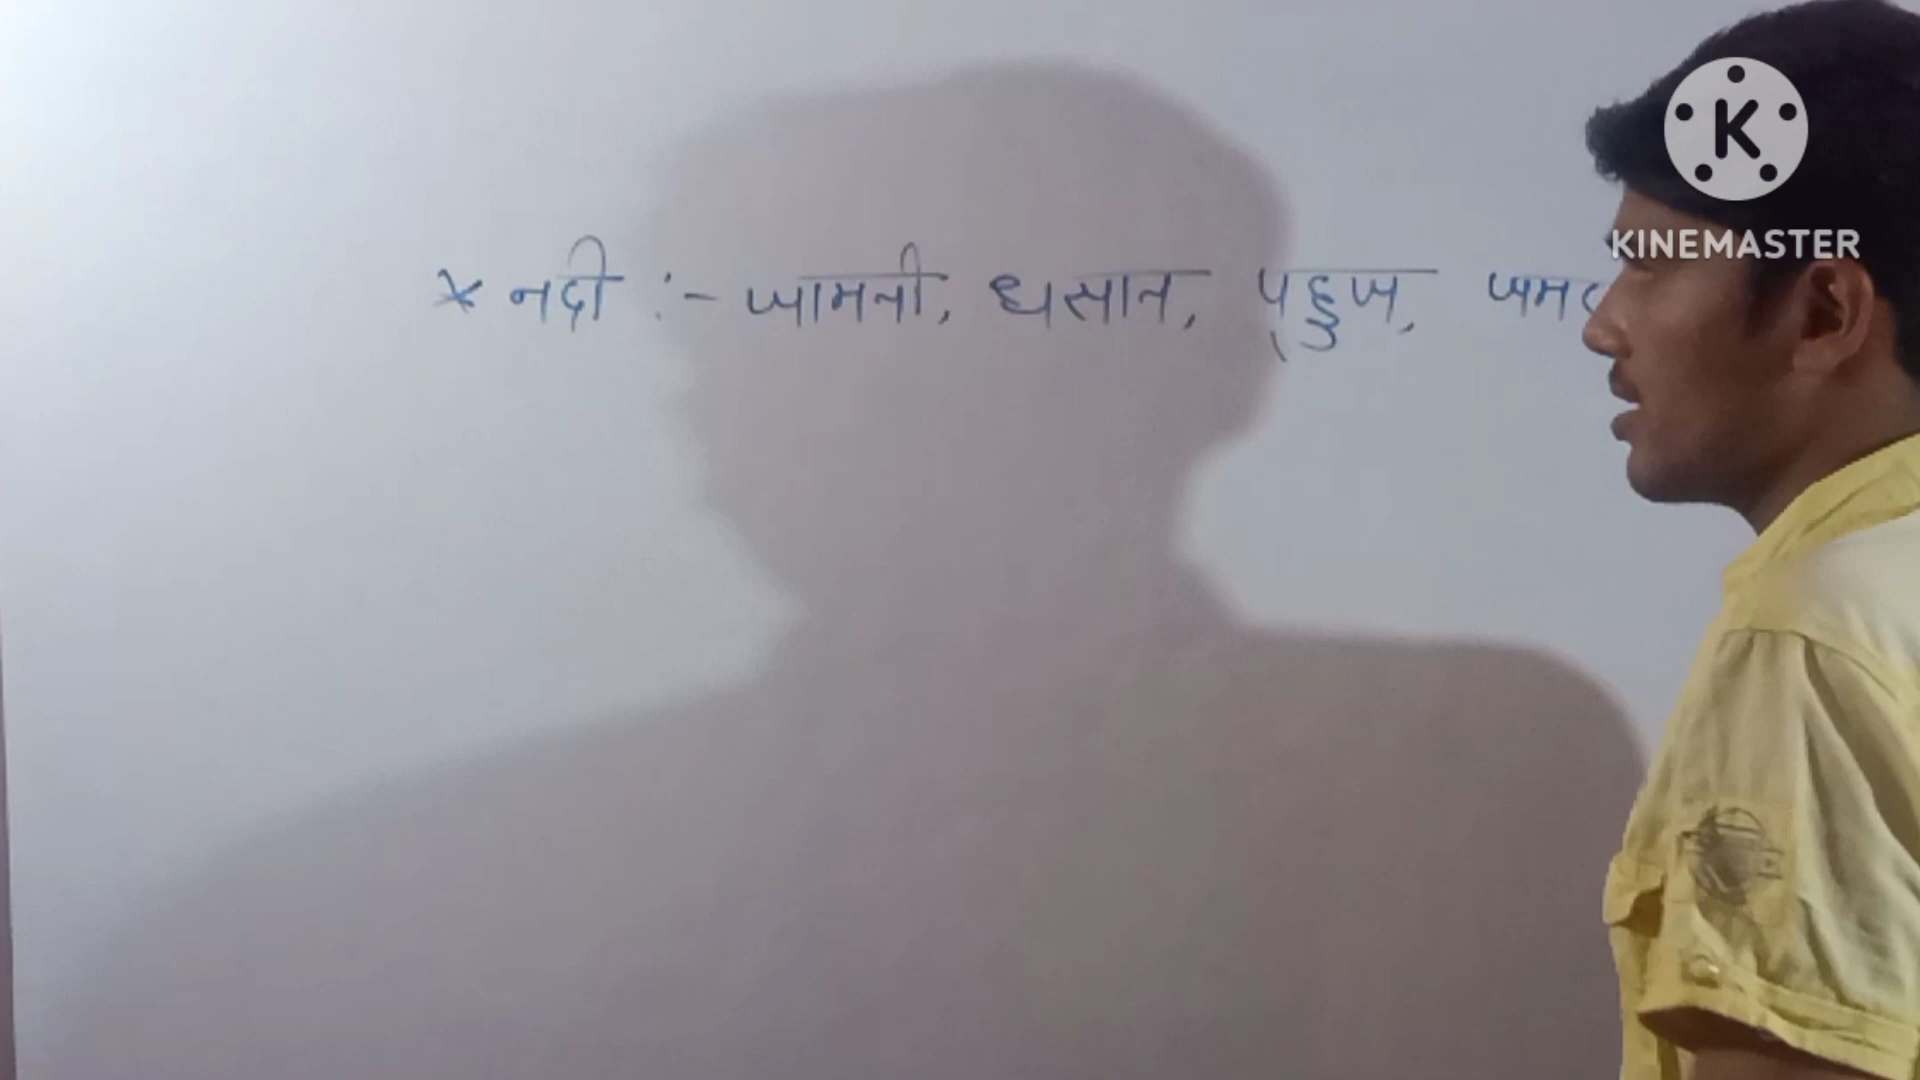 * नदी :- जामनी, धसान, पहुज,
K
KINEMASTER